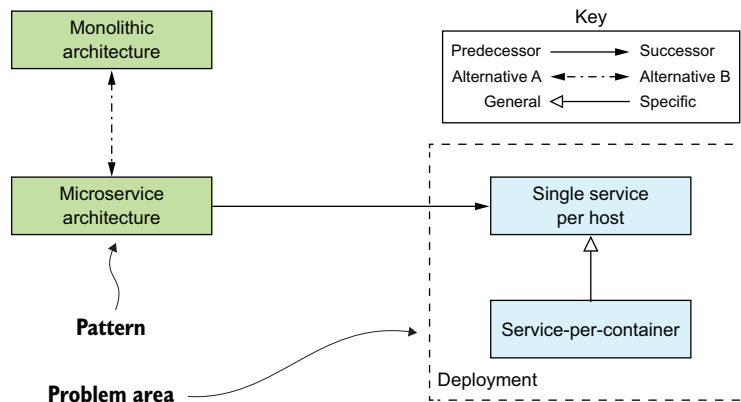 Monolithic
architecture
Key
Predecessor Successor
Alternative A Alternative B
General Specific
Microservice
architecture
Single service
per host
Pattern
Service-per-container
Problem area
Deployment